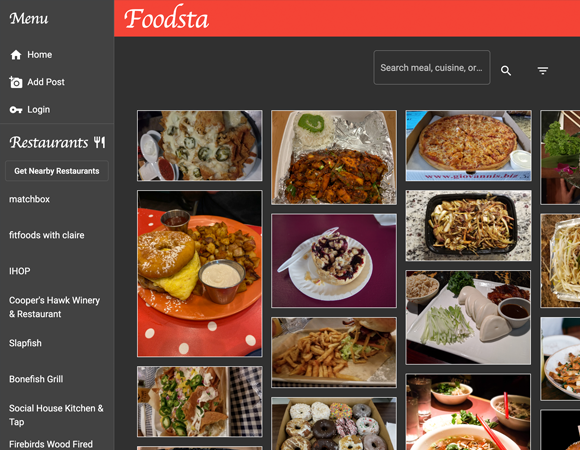 Menu
Foodsta
Home
Add Post
Login
Search meal, cuisine, or...
Restaurants
Get Nearby Restaurants
matchbox
fitfoods with claire
IHOP
Cooper's Hawk Winery
& Restaurant
Slapfish
Bonefish Grill
Social House Kitchen &
Tap
Firebirds Wood Fired
www.giovannis.biz